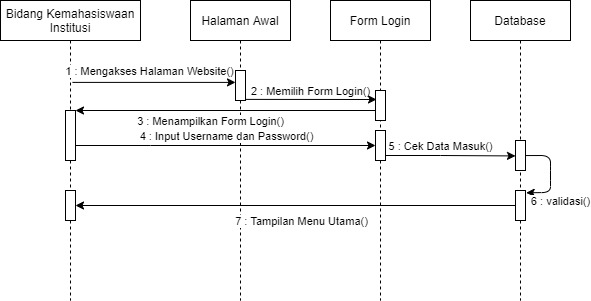 Bidang Kemahasiswaan
Institusi
Halaman Awal
Form Login
Database
1 : Mengakses Halaman Website()
2 : Memilih Form Login()
3 : Menampilkan Form Login()
4 : Input Username dan Password()
5 : Cek Data Masuk()
6 : validasi()
7 : Tampilan Menu Utama()